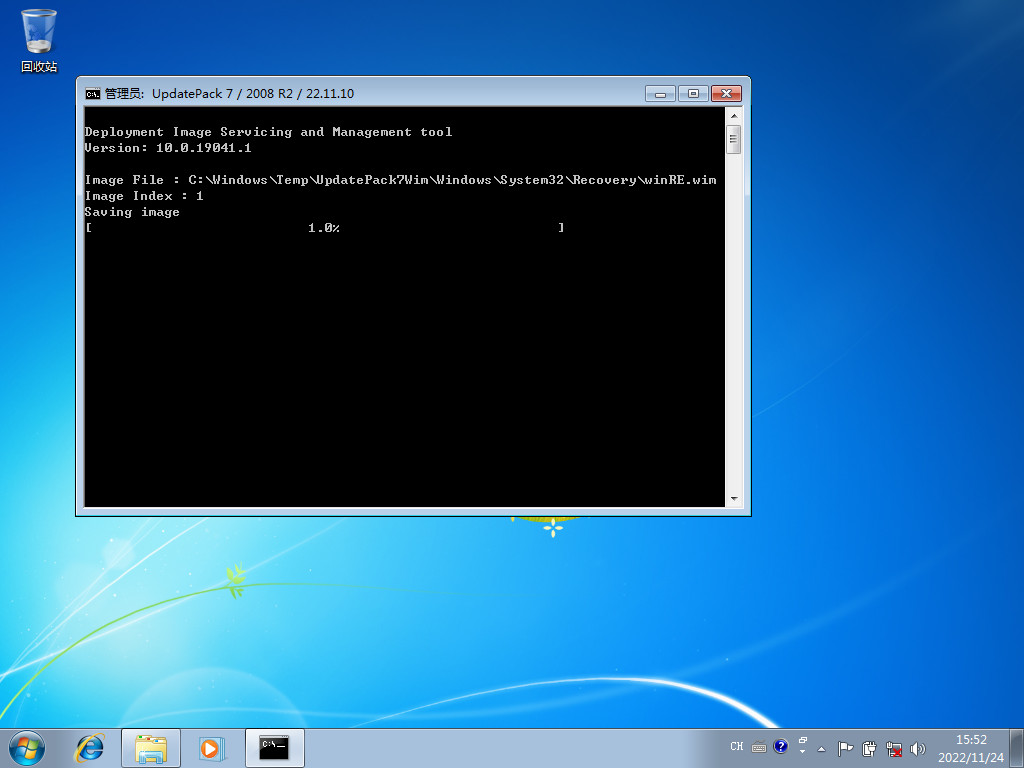 回收站
管理员: UpdatePack 7 / 2008 R2 / 22.11.10
Deployment Image Servicing and Management tool
Version: 10.0.19041.1
Image File : C:\Windows\Temp\UpdatePack7Wim\Windows\System32\Recovery\winRE.wim
Image Index : 1
Saving image
[ 1.0% ]
CH
15:52
2022/11/24